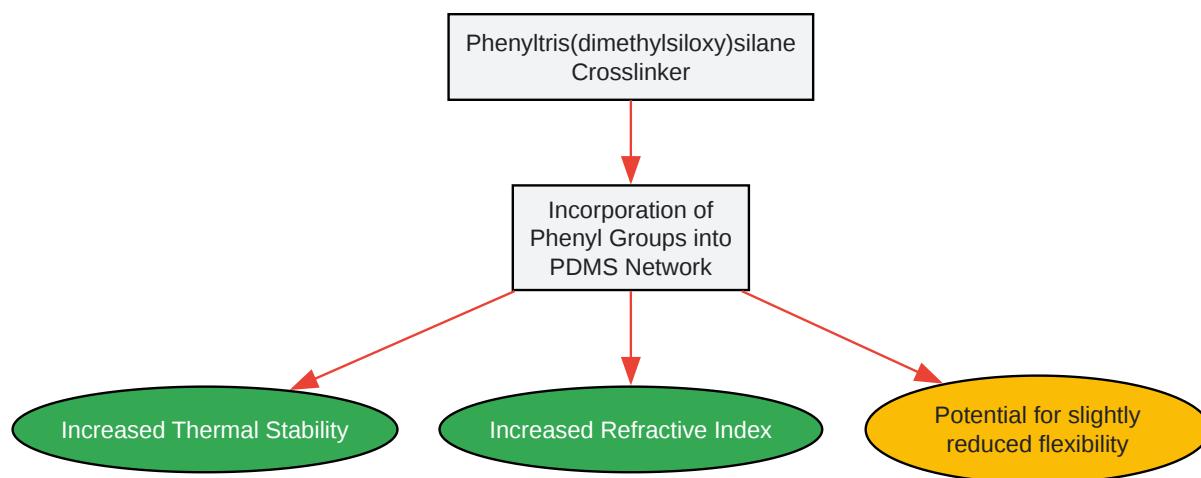 Phenyltris(dimethylsiloxy)silane
Crosslinker
Incorporation of
Phenyl Groups into
PDMS Network
Increased Thermal Stability
Increased Refractive Index
Potential for slightly
reduced flexibility